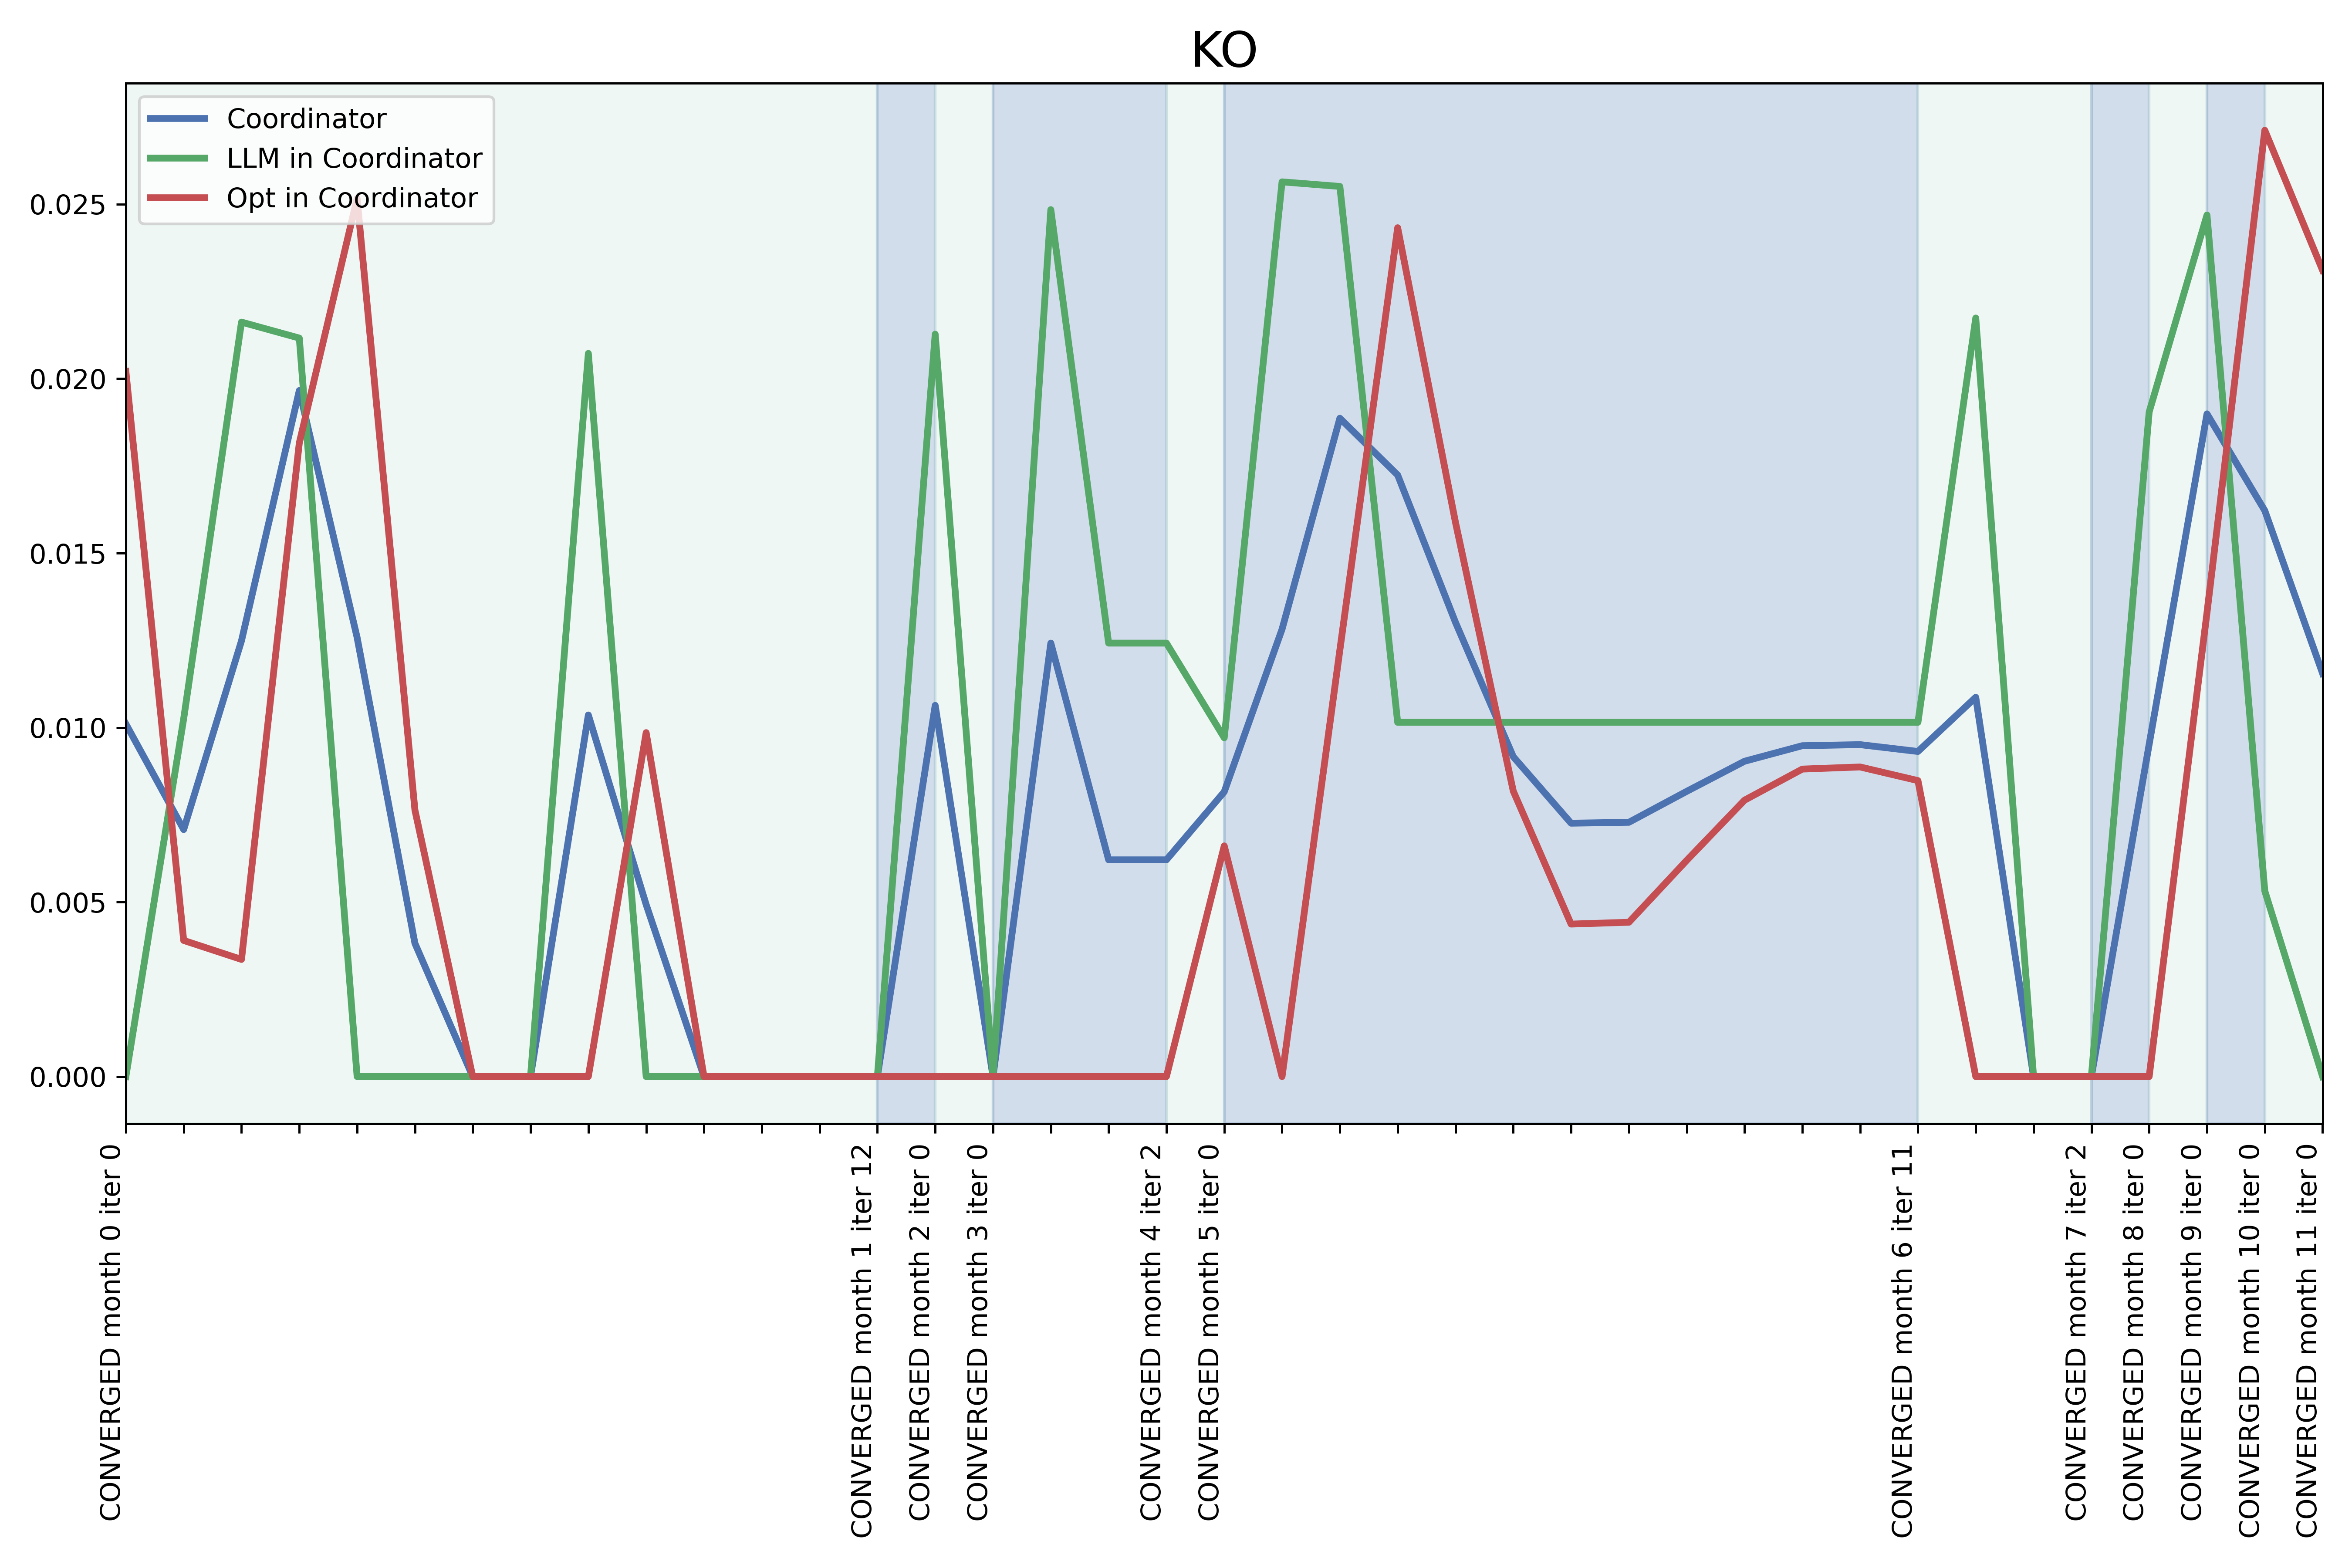 KO
Coordinator
LLM in Coordinator
Opt in Coordinator
0.025
0.020
0.015
0.010
0.005
0.000
CONVERGED month 0 iter 0
CONVERGED month 1 iter 12
CONVERGED month 2 iter 0
CONVERGED month 3 iter 0
CONVERGED month 4 iter 2
CONVERGED month 5 iter 0
CONVERGED month 6 iter 11
CONVERGED month 7 iter 2
CONVERGED month 8 iter 0
CONVERGED month 9 iter 0
CONVERGED month 10 iter 0
CONVERGED month 11 iter 0